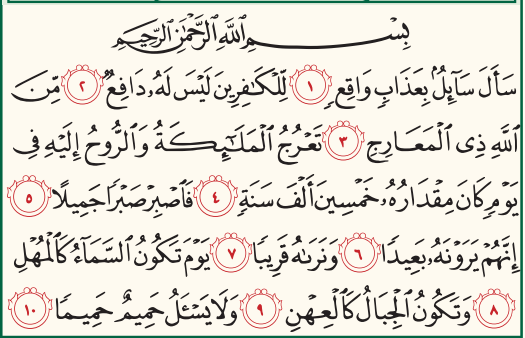 بِسْمِ ٱللَّهِ ٱلرَّحْمَٰنِ ٱلرَّحِيمِ
سَأَلَ سَآئِلُۢ بِعَذَابٖ وَاقِعٖ ١ لِّلْكَٰفِرِينَ لَيْسَ لَهُۥ دَافِعٞ ٢ مِّنَ
ٱللَّهِ ذِى ٱلْمَعَارِجِ ٣ تَعْرُجُ ٱلْمَلَٰٓئِكَةُ وَٱلرُّوحُ إِلَيْهِ فِى
يَوْمٖ كَانَ مِقْدَارُهُۥ خَمْسِينَ أَلْفَ سَنَةٖ ٤ فَٱصْبِرْ صَبْرٗا جَمِيلًا ٥
إِنَّهُمْ يَرَوْنَهُۥ بَعِيدٗا ٦ وَنَرَىٰهُ قَرِيبٗا ٧ يَوْمَ تَكُونُ ٱلسَّمَآءُ كَٱلْمُهْلِ
٨ وَتَكُونُ ٱلْجِبَالُ كَٱلْعِهْنِ ٩ وَلَا يَسْـَٔلُ حَمِيمٌ حَمِيمٗا ١٠